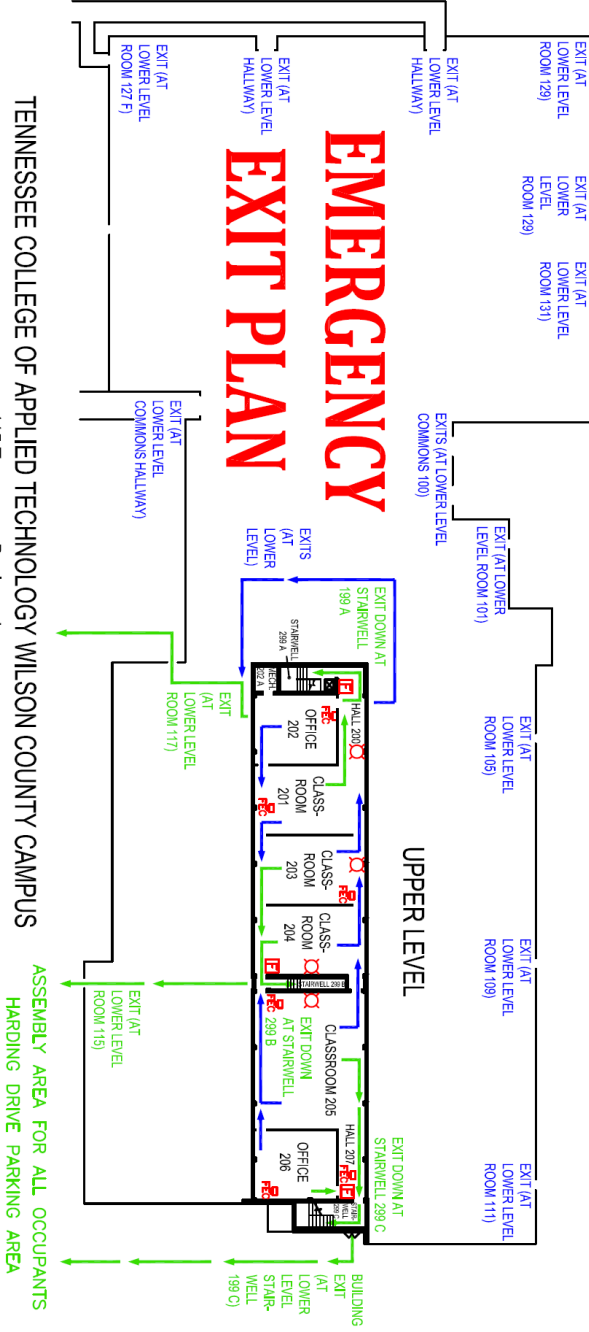 EMERGENCY
EXIT PLAN
UPPER LEVEL
EXIT (AT
LOWER LEVEL
ROOM 129)
EXIT (AT
LOWER
LEVEL
ROOM 129)
EXIT (AT
LOWER LEVEL
ROOM 131)
EXIT (AT
LOWER LEVEL
HALLWAY)
EXIT (AT
LOWER LEVEL
HALLWAY)
EXIT (AT
LOWER LEVEL
ROOM 127 F)
EXITS (AT LOWER LEVEL
COMMONS 100)
EXIT (AT LOWER
LEVEL ROOM 101)
EXIT (AT
LOWER LEVEL
COMMONS HALLWAY)
EXIT (AT
LOWER LEVEL
ROOM 105)
EXIT (AT
LOWER LEVEL
ROOM 109)
EXIT (AT
LOWER LEVEL
ROOM 111)
EXITS
(AT
LOWER
LEVEL)
EXIT DOWN AT
STAIRWELL
199 A
STAIRWELL
299 A
MECH.
202 A
HALL 200
F
FEC
OFFICE
202
CLASS-
ROOM
201
FEC
CLASS-
ROOM
203
FEC
CLASS-
ROOM
204
F
STAIRWELL 299 B
FEC
EXIT DOWN
AT STAIRWELL
299 B
CLASSROOM 205
HALL 207
FEC
F
OFFICE
206
FEC
STAIR-
WELL
299 C
EXIT DOWN AT
STAIRWELL 299 C
EXIT
(AT
LOWER LEVEL
ROOM 117)
EXIT (AT
LOWER LEVEL
ROOM 115)
BUILDING
EXIT
(AT
LOWER
LEVEL
STAIR-
WELL
199 C)
TENNESSEE COLLEGE OF APPLIED TECHNOLOGY WILSON COUNTY CAMPUS
ASSEMBLY AREA FOR ALL OCCUPANTS
HARDING DRIVE PARKING AREA